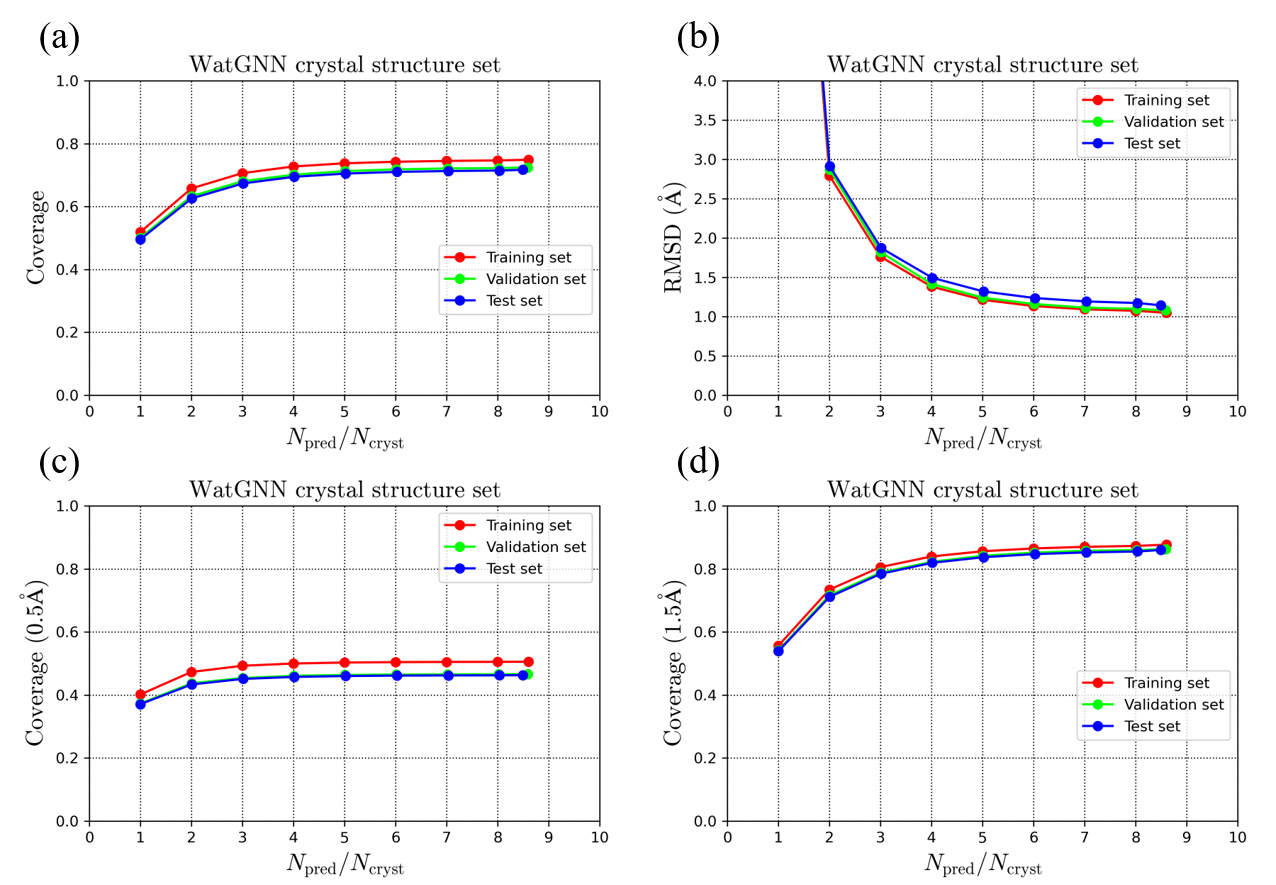 (a)
WatGNN crystal structure set
1.0
0.8
0.6
0.4
0.2
0.0
Coverage
Training set
Validation set
Test set
0 1 2 3 4 5 6 7 8 9 10
N_pred/N_cryst
(b)
WatGNN crystal structure set
4.0
3.5
3.0
2.5
2.0
1.5
1.0
0.5
0.0
RMSD (Å)
Training set
Validation set
Test set
0 1 2 3 4 5 6 7 8 9 10
N_pred/N_cryst
(c)
WatGNN crystal structure set
1.0
0.8
0.6
0.4
0.2
0.0
Coverage (0.5Å)
Training set
Validation set
Test set
0 1 2 3 4 5 6 7 8 9 10
N_pred/N_cryst
(d)
WatGNN crystal structure set
1.0
0.8
0.6
0.4
0.2
0.0
Coverage (1.5Å)
Training set
Validation set
Test set
0 1 2 3 4 5 6 7 8 9 10
N_pred/N_cryst